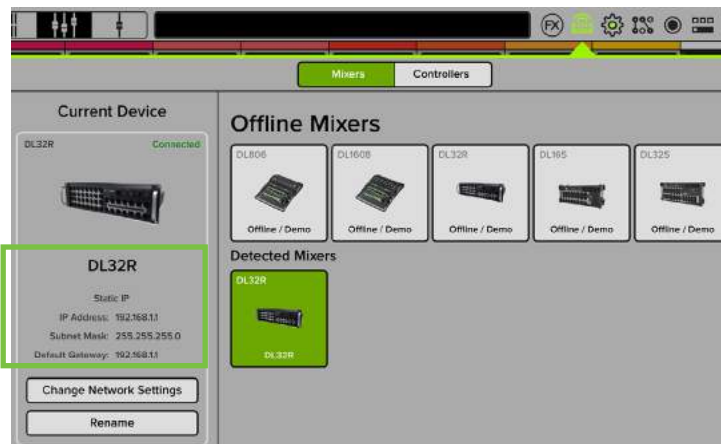 FX
Mixers Controllers
Current Device
DL32R Connected
DL32R
Static IP
IP Address: 192.168.1.1
Subnet Mask: 255.255.255.0
Default Gateway: 192.168.1.1
Change Network Settings
Rename
Offline Mixers
DL806 DL1608 DL32R DL16S DL32S
Offline / Demo Offline / Demo Offline / Demo Offline / Demo Offline / Demo
Detected Mixers
DL32R
DL32R